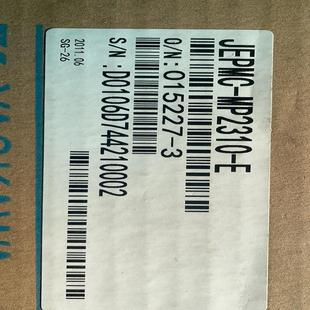 JEPMC-MP2310-E
O/N: 015227-3
S/N :D0106D744210002
2011.06
SG-26